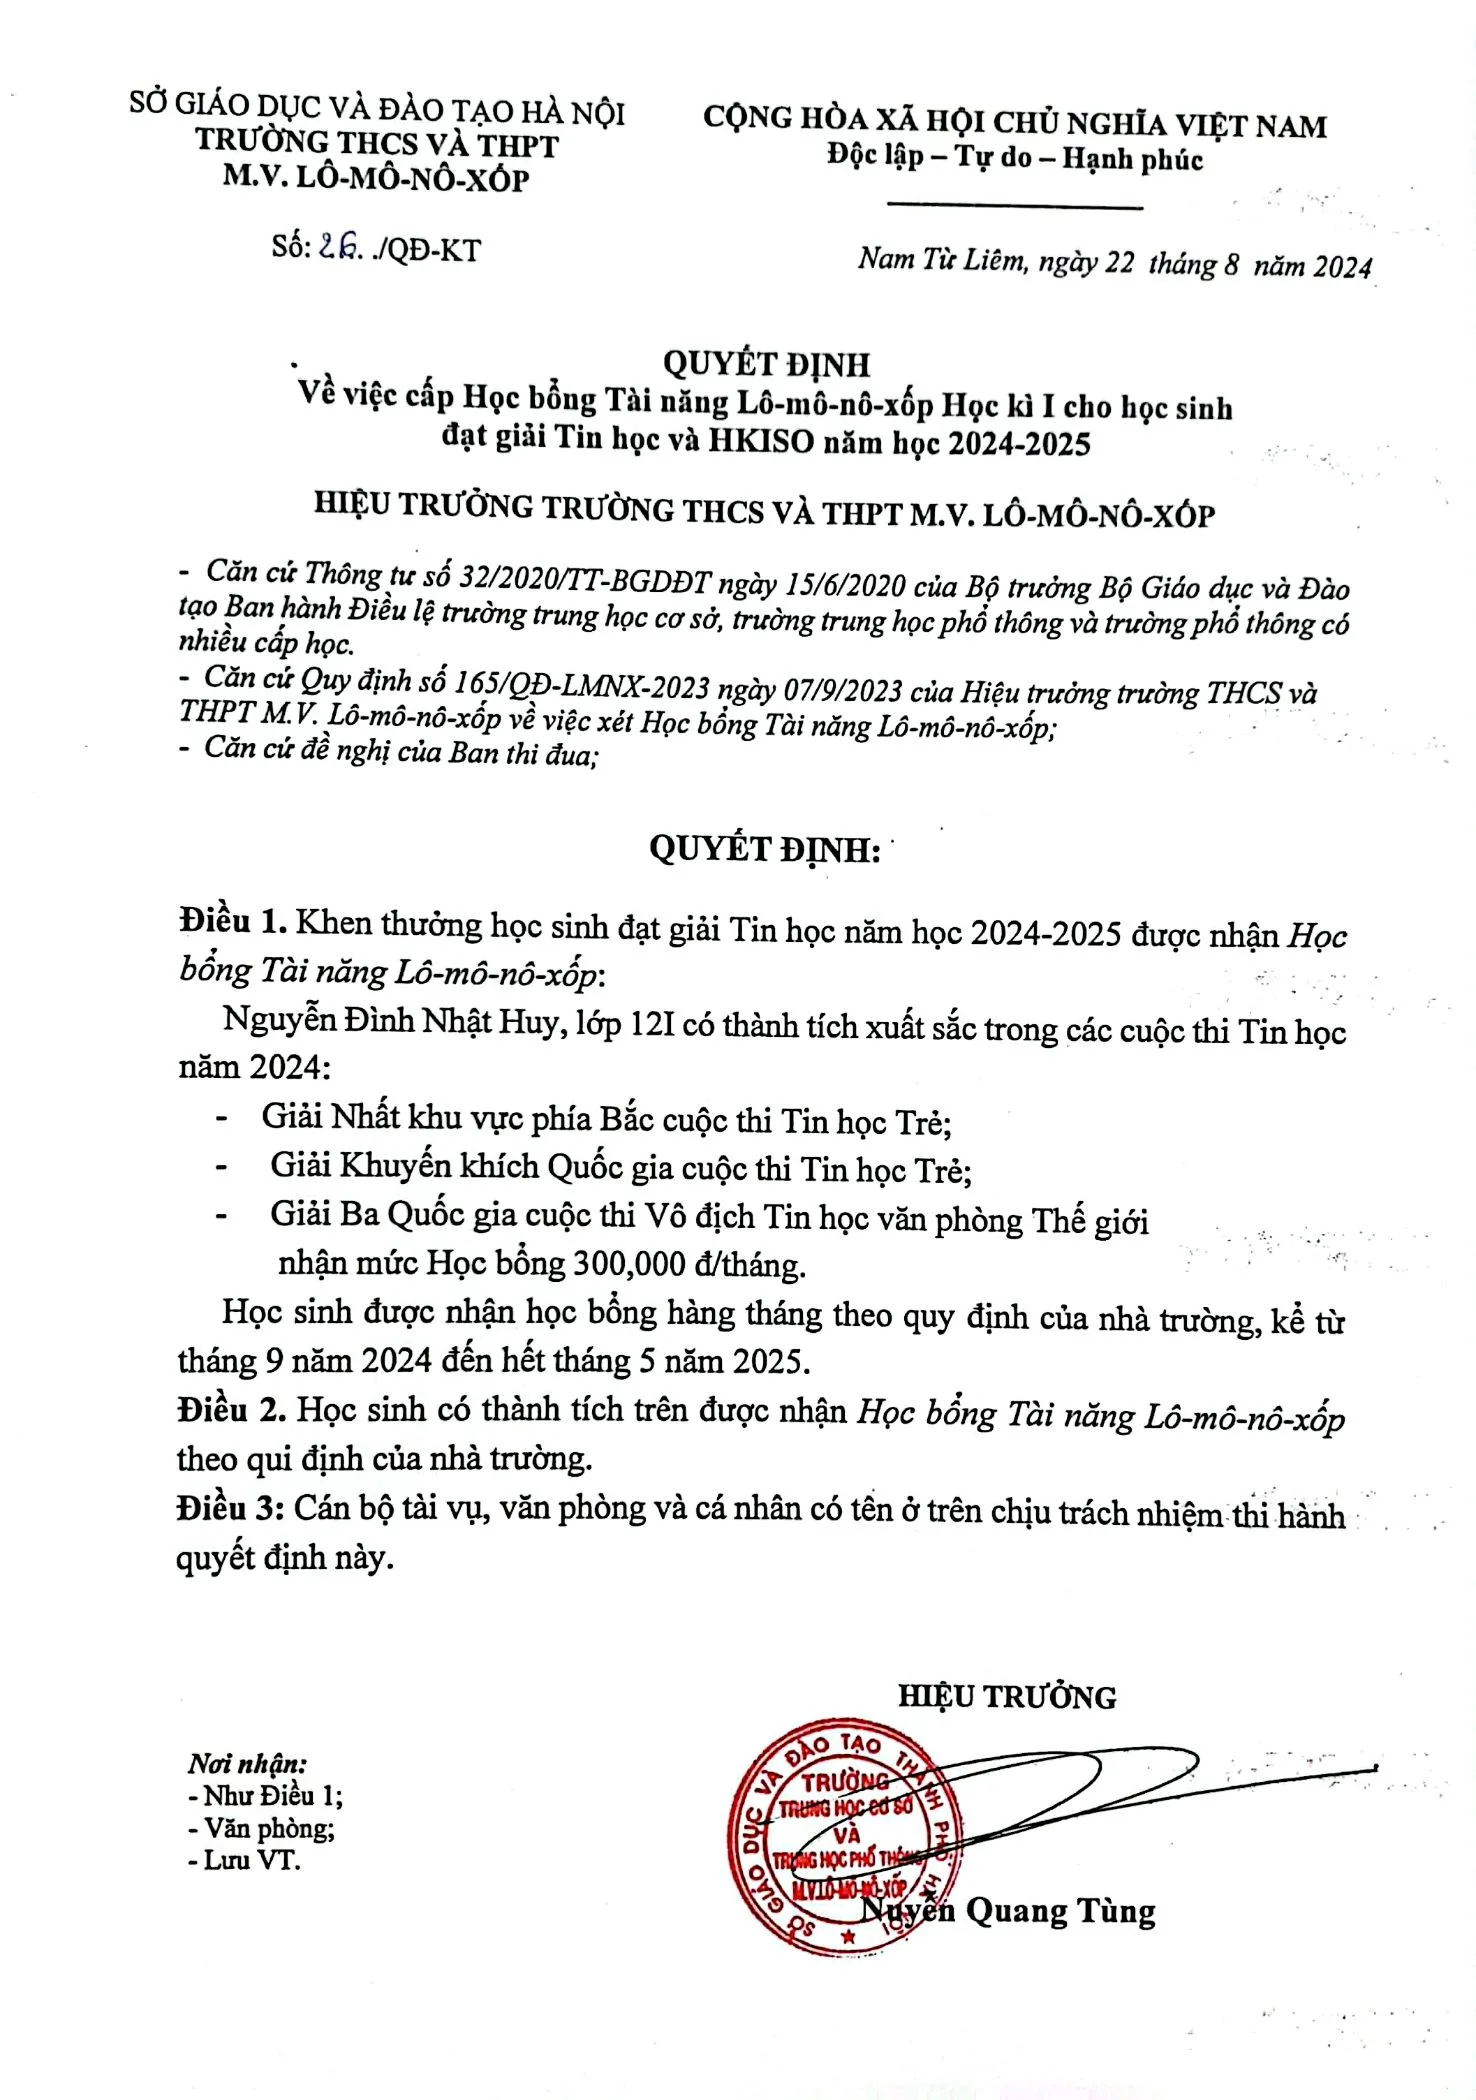 SỞ GIÁO DỤC VÀ ĐÀO TẠO HÀ NỘI
TRƯỜNG THCS VÀ THPT
M.V. LÔ-MÔ-NÔ-XỐP
Số: 26. ./QĐ-KT
CỘNG HÒA XÃ HỘI CHỦ NGHĨA VIỆT NAM
Độc lập – Tự do – Hạnh phúc
Nam Từ Liêm, ngày 22 tháng 8 năm 2024
QUYẾT ĐỊNH
Về việc cấp Học bổng Tài năng Lô-mô-nô-xốp Học kì I cho học sinh
đạt giải Tin học và HKISO năm học 2024-2025
HIỆU TRƯỞNG TRƯỜNG THCS VÀ THPT M.V. LÔ-MÔ-NÔ-XỐP
- Căn cứ Thông tư số 32/2020/TT-BGDĐT ngày 15/6/2020 của Bộ trưởng Bộ Giáo dục và Đào
tạo Ban hành Điều lệ trường trung học cơ sở, trường trung học phổ thông và trường phổ thông có
nhiều cấp học.
- Căn cứ Quy định số 165/QĐ-LMNX-2023 ngày 07/9/2023 của Hiệu trưởng trường THCS và
THPT M.V. Lô-mô-nô-xốp về việc xét Học bổng Tài năng Lô-mô-nô-xốp;
- Căn cứ đề nghị của Ban thi đua;
QUYẾT ĐỊNH:
Điều 1. Khen thưởng học sinh đạt giải Tin học năm học 2024-2025 được nhận Học
bổng Tài năng Lô-mô-nô-xốp:
Nguyễn Đình Nhật Huy, lớp 12I có thành tích xuất sắc trong các cuộc thi Tin học
năm 2024:
- Giải Nhất khu vực phía Bắc cuộc thi Tin học Trẻ;
- Giải Khuyến khích Quốc gia cuộc thi Tin học Trẻ;
- Giải Ba Quốc gia cuộc thi Vô địch Tin học văn phòng Thế giới
nhận mức Học bổng 300,000 đ/tháng.
Học sinh được nhận học bổng hàng tháng theo quy định của nhà trường, kể từ
tháng 9 năm 2024 đến hết tháng 5 năm 2025.
Điều 2. Học sinh có thành tích trên được nhận Học bổng Tài năng Lô-mô-nô-xốp
theo qui định của nhà trường.
Điều 3: Cán bộ tài vụ, văn phòng và cá nhân có tên ở trên chịu trách nhiệm thi hành
quyết định này.
HIỆU TRƯỞNG
Nơi nhận:
- Như Điều 1;
- Văn phòng;
- Lưu VT.
SỞ GIÁO DỤC VÀ ĐÀO TẠO THÀNH PHỐ HÀ NỘI
TRƯỜNG
TRUNG HỌC CƠ SỞ
VÀ
TRUNG HỌC PHỔ THÔNG
M.V.LÔ-MÔ-NÔ-XỐP
Nuyễn Quang Tùng